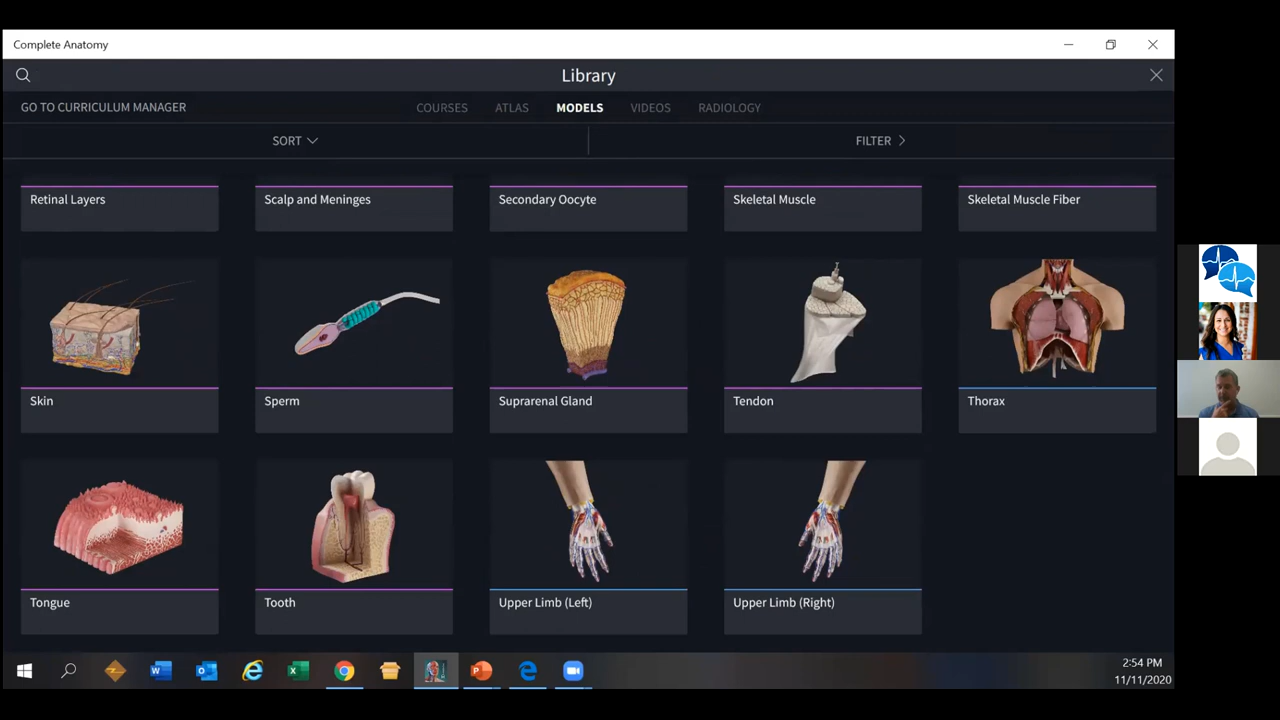 Complete Anatomy
Library
GO TO CURRICULUM MANAGER
COURSES ATLAS MODELS VIDEOS RADIOLOGY
SORT FILTER
Retinal Layers Scalp and Meninges Secondary Oocyte Skeletal Muscle Skeletal Muscle Fiber
Skin Sperm Suprarenal Gland Tendon Thorax
Tongue Tooth Upper Limb (Left) Upper Limb (Right)
2:54 PM
11/11/2020